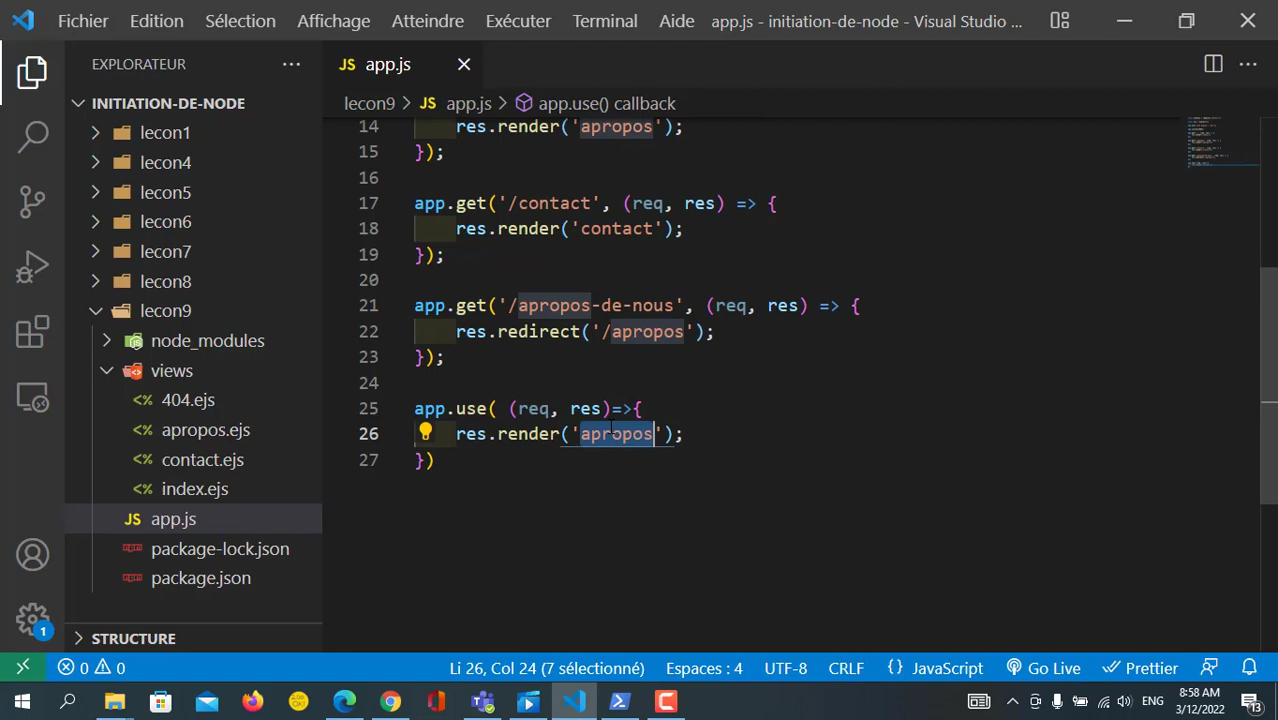 Fichier Edition Sélection Affichage Atteindre Exécuter Terminal Aide app.js - initiation-de-node - Visual Studio ...
EXPLORATEUR
INITIATION-DE-NODE
lecon1
lecon4
lecon5
lecon6
lecon7
lecon8
lecon9
node_modules
views
<% 404.ejs
<% apropos.ejs
<% contact.ejs
<% index.ejs
JS app.js
package-lock.json
package.json
STRUCTURE
JS app.js
lecon9 > JS app.js > app.use() callback
14 res.render('apropos');
15 });
16
17 app.get('/contact', (req, res) => {
18 res.render('contact');
19 });
20
21 app.get('/apropos-de-nous', (req, res) => {
22 res.redirect('/apropos');
23 });
24
25 app.use( (req, res)=>{
26 res.render('apropos');
27 })
1
0 0 Li 26, Col 24 (7 sélectionné) Espaces : 4 UTF-8 CRLF {} JavaScript Go Live Prettier
ENG 8:58 AM
3/12/2022 13